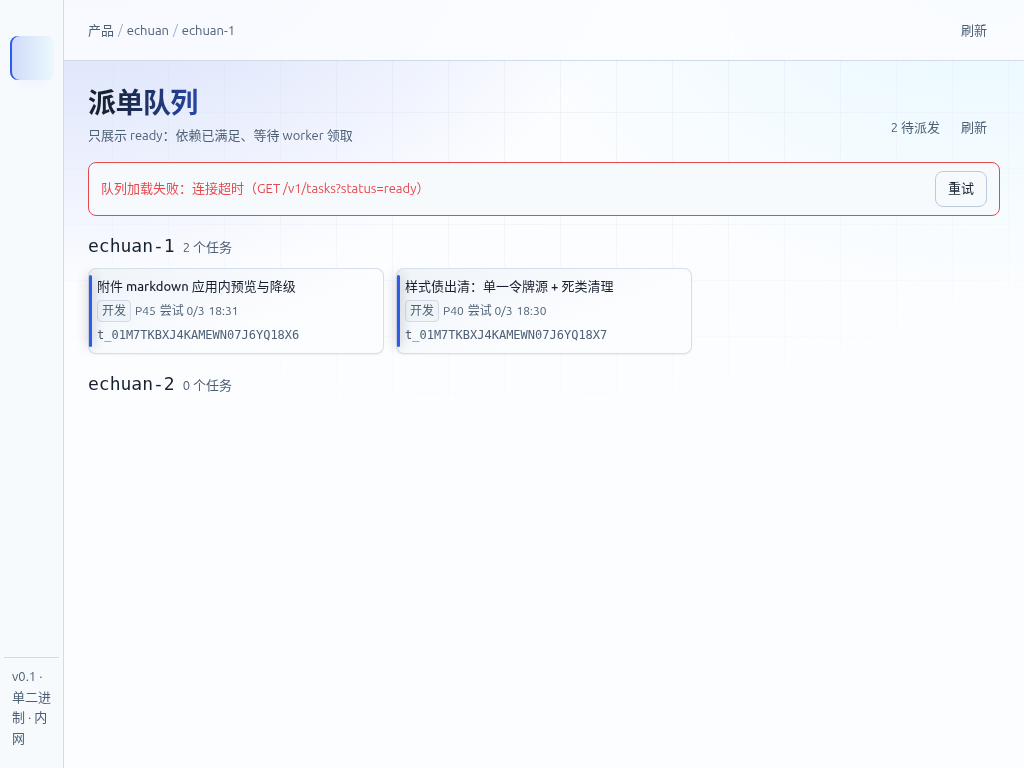 产品 / echuan / echuan-1
刷新
派单队列
只展示 ready：依赖已满足、等待 worker 领取
2 待派发
刷新
队列加载失败：连接超时（GET /v1/tasks?status=ready）
重试
echuan-1 2 个任务
附件 markdown 应用内预览与降级
开发 P45 尝试 0/3 18:31
t_01M7TKBXJ4KAMEWN07J6YQ18X6
样式债出清：单一令牌源 + 死类清理
开发 P40 尝试 0/3 18:30
t_01M7TKBXJ4KAMEWN07J6YQ18X7
echuan-2 0 个任务
v0.1 ·
单二进
制 · 内
网